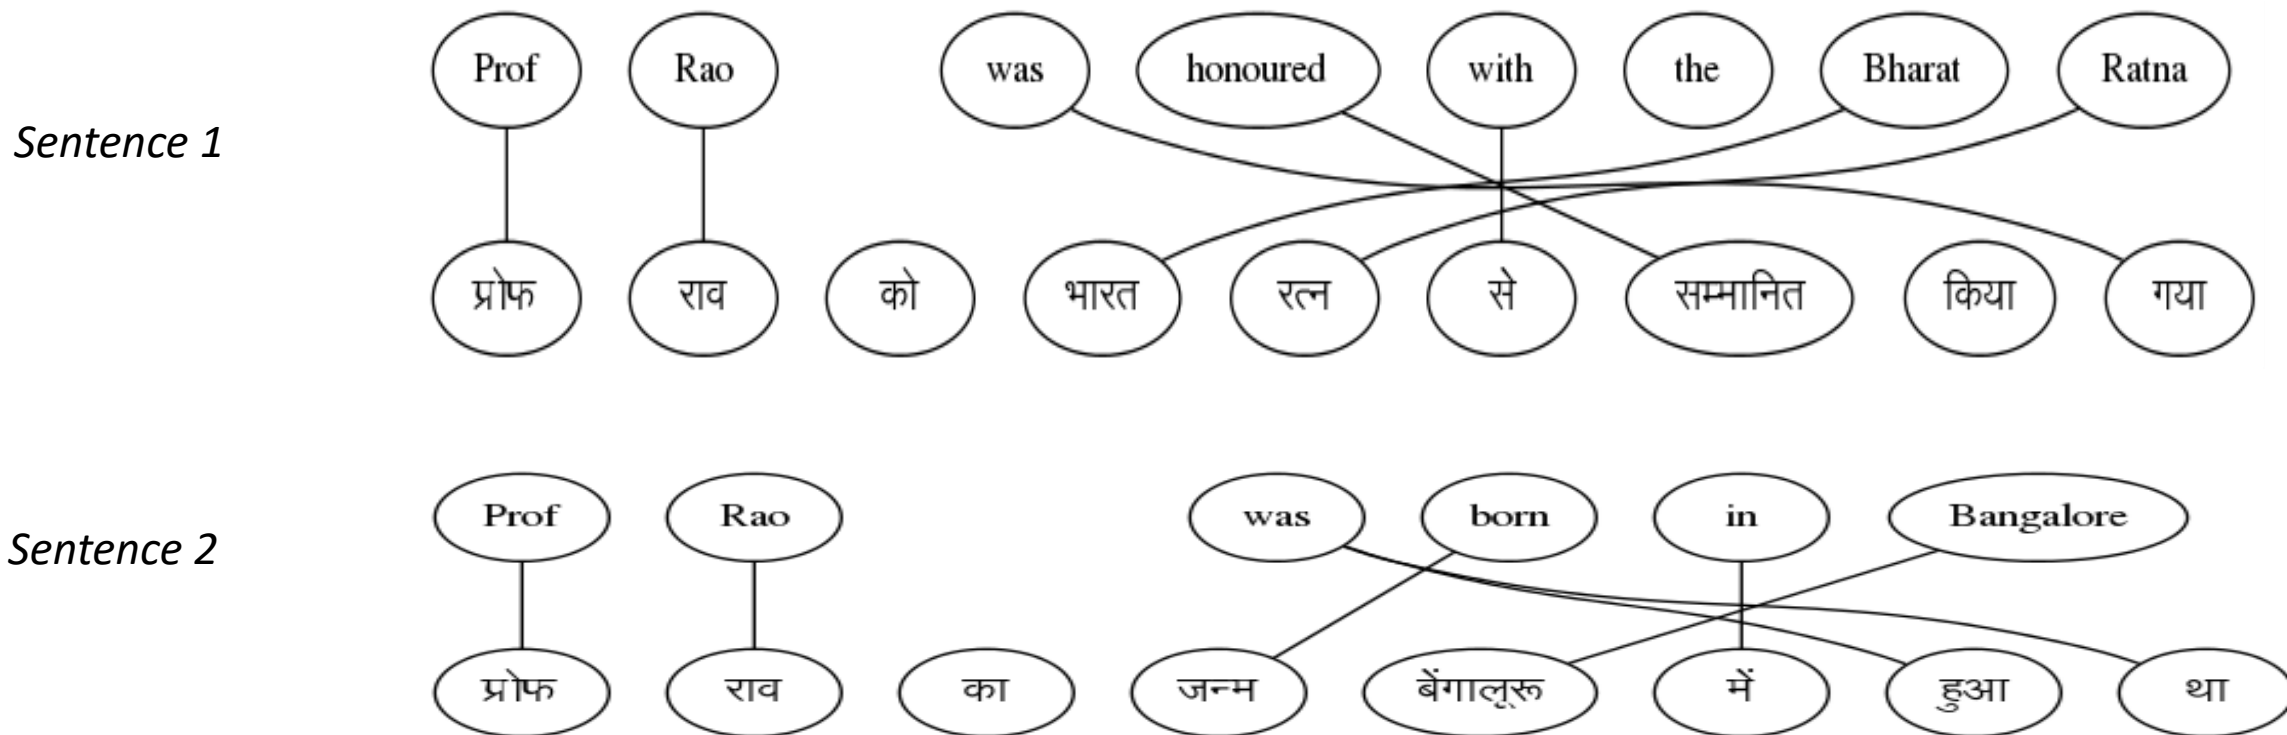 Prof Rao was honoured with the Bharat Ratna
Sentence 1
प्रोफ राव को भारत रत्न से सम्मानित किया गया
Prof Rao was born in Bangalore
Sentence 2
प्रोफ राव का जन्म बेंगालूरू में हुआ था